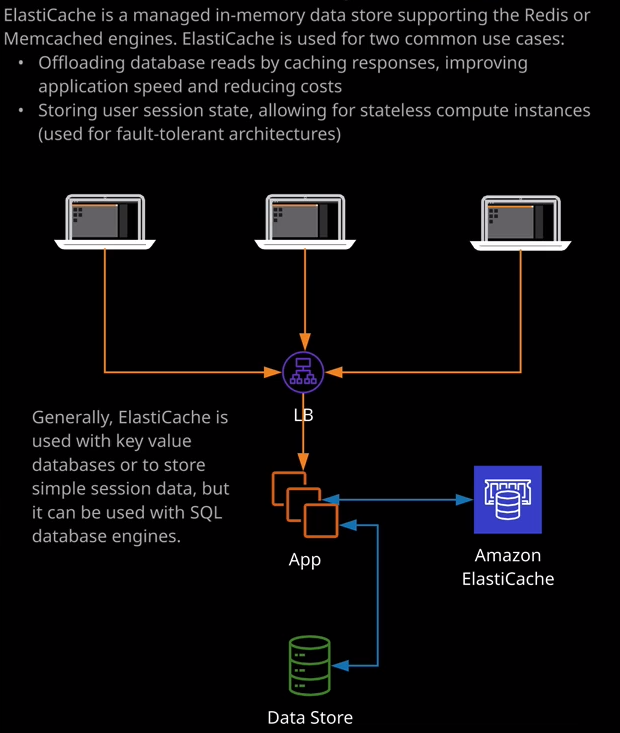 ElastiCache is a managed in-memory data store supporting the Redis or
Memcached engines. ElastiCache is used for two common use cases:
• Offloading database reads by caching responses, improving
application speed and reducing costs
• Storing user session state, allowing for stateless compute instances
(used for fault-tolerant architectures)
LB
Generally, ElastiCache is
used with key value
databases or to store
simple session data, but
it can be used with SQL
database engines.
App
Amazon
ElastiCache
Data Store